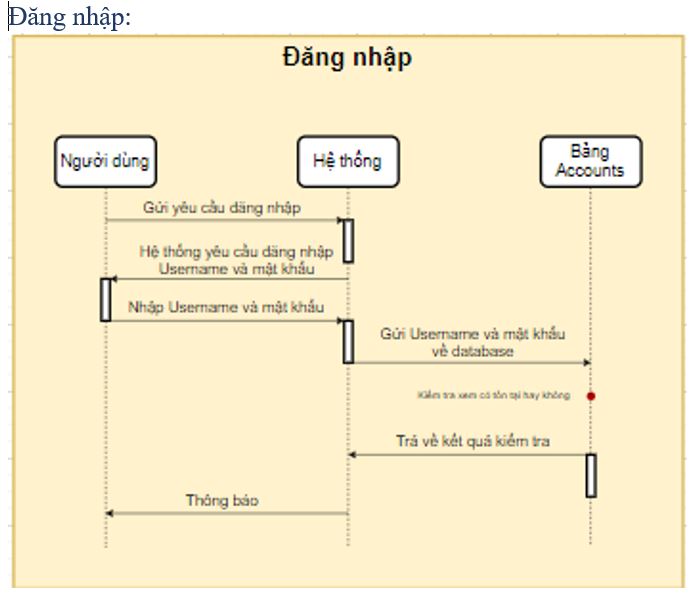 Đăng nhập:
Đăng nhập
Người dùng
Hệ thống
Bảng
Accounts
Gửi yêu cầu đăng nhập
Hệ thống yêu cầu đăng nhập
Username và mật khẩu
Nhập Username và mật khẩu
Gửi Username và mật khẩu
về database
Kiểm tra xem có tồn tại hay không
Trả về kết quả kiểm tra
Thông báo